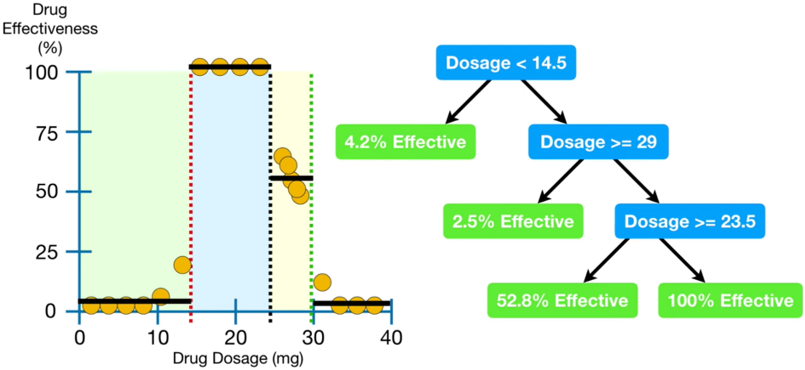 Drug
Effectiveness
(%)
100
75
50
25
0
0
10
20
30
40
Drug Dosage (mg)
Dosage < 14.5
4.2% Effective
Dosage >= 29
2.5% Effective
Dosage >= 23.5
52.8% Effective
100% Effective